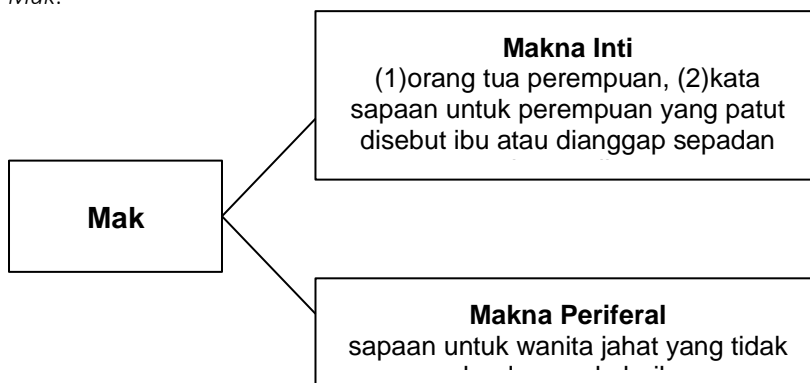 Mak.
Makna Inti
(1)orang tua perempuan, (2)kata
sapaan untuk perempuan yang patut
disebut ibu atau dianggap sepadan
Mak
Makna Periferal
sapaan untuk wanita jahat yang tidak